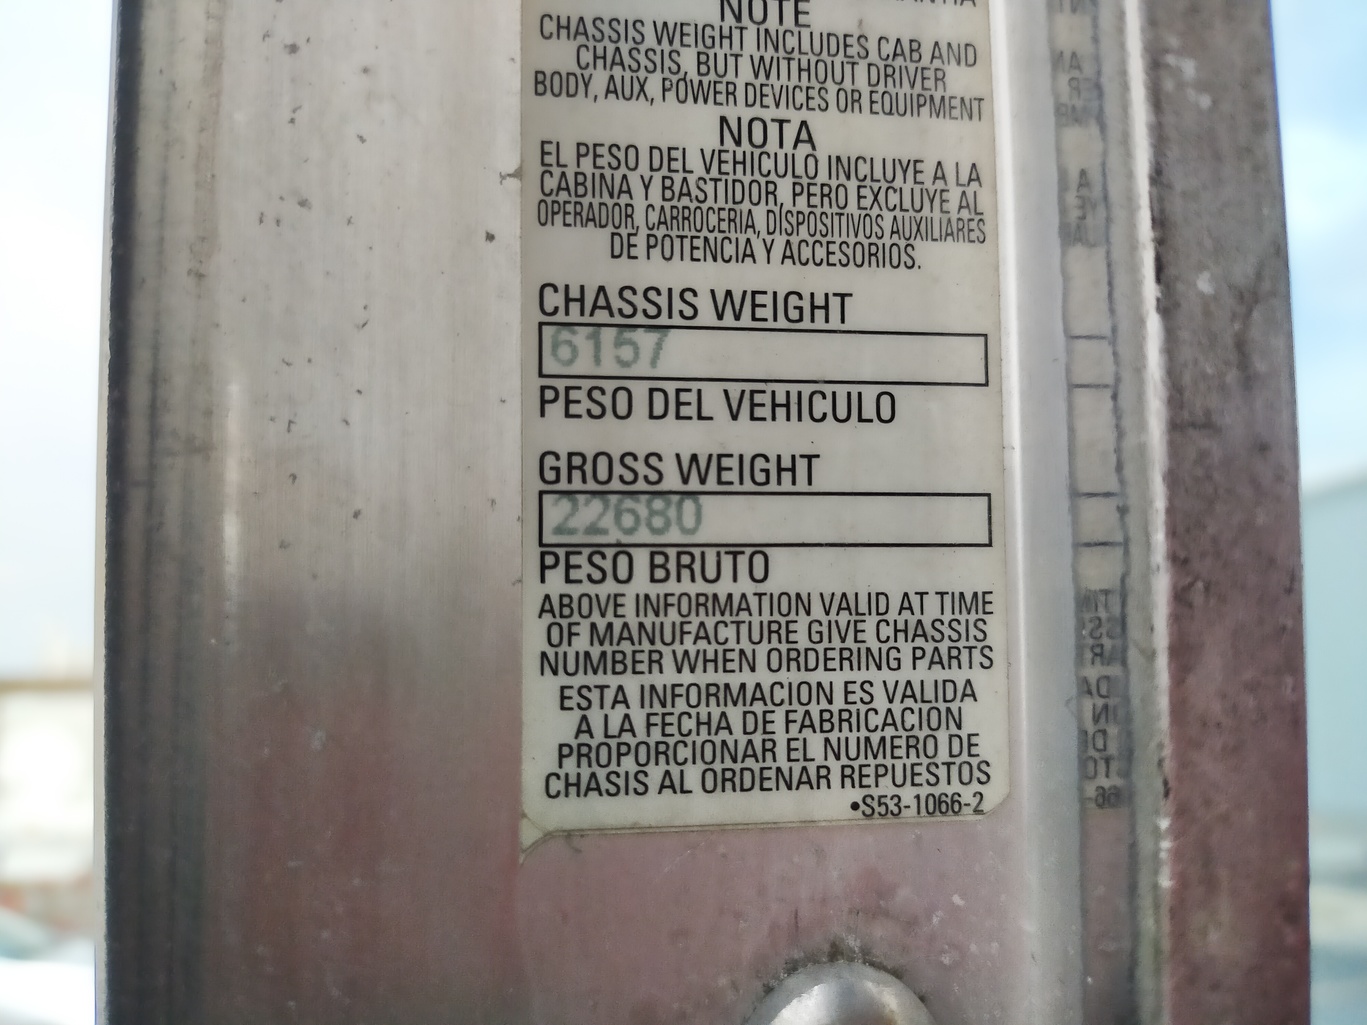 NOTE
CHASSIS WEIGHT INCLUDES CAB AND
CHASSIS, BUT WITHOUT DRIVER
BODY, AUX, POWER DEVICES OR EQUIPMENT
NOTA
EL PESO DEL VEHICULO INCLUYE A LA
CABINA Y BASTIDOR, PERO EXCLUYE AL
OPERADOR, CARROCERIA, DISPOSITIVOS AUXILIARES
DE POTENCIA Y ACCESORIOS.
CHASSIS WEIGHT
6157
PESO DEL VEHICULO
GROSS WEIGHT
22680
PESO BRUTO
ABOVE INFORMATION VALID AT TIME
OF MANUFACTURE GIVE CHASSIS
NUMBER WHEN ORDERING PARTS
ESTA INFORMACION ES VALIDA
A LA FECHA DE FABRICACION
PROPORCIONAR EL NUMERO DE
CHASIS AL ORDENAR REPUESTOS
•S53-1066-2